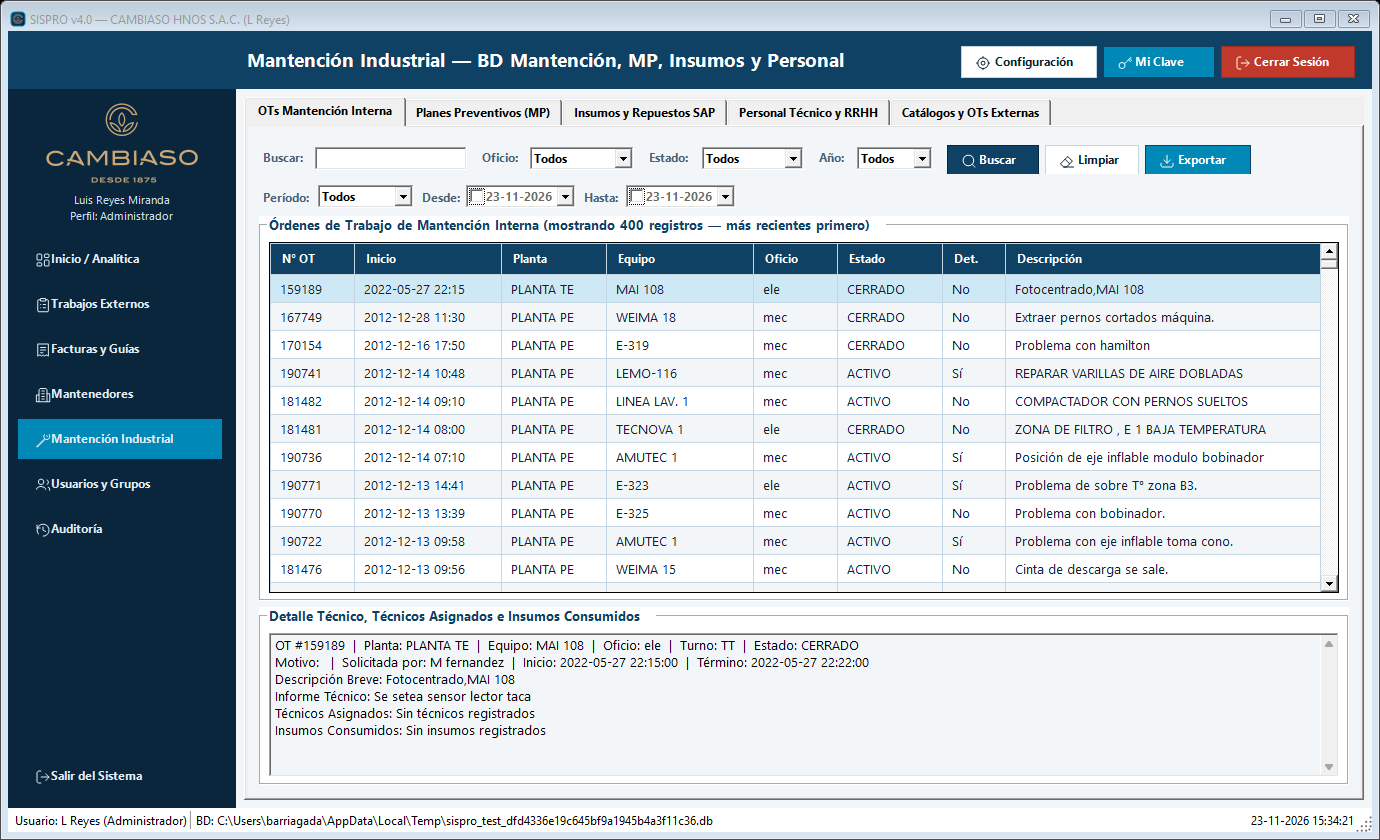 SISPRO v4.0 — CAMBIASO HNOS S.A.C. (L Reyes)
Mantención Industrial — BD Mantención, MP, Insumos y Personal
Configuración
Mi Clave
Cerrar Sesión
CAMBIASO
DESDE 1875
Luis Reyes Miranda
Perfil: Administrador
Inicio / Analítica
Trabajos Externos
Facturas y Guías
Mantenedores
Mantención Industrial
Usuarios y Grupos
Auditoría
Salir del Sistema
OTs Mantención Interna Planes Preventivos (MP) Insumos y Repuestos SAP Personal Técnico y RRHH Catálogos y OTs Externas
Buscar: Oficio: Todos Estado: Todos Año: Todos Buscar Limpiar Exportar
Período: Todos Desde: 23-11-2026 Hasta: 23-11-2026
Órdenes de Trabajo de Mantención Interna (mostrando 400 registros — más recientes primero)
N° OT Inicio Planta Equipo Oficio Estado Det. Descripción
159189 2022-05-27 22:15 PLANTA TE MAI 108 ele CERRADO No Fotocentrado,MAI 108
167749 2012-12-28 11:30 PLANTA PE WEIMA 18 mec CERRADO No Extraer pernos cortados máquina.
170154 2012-12-16 17:50 PLANTA PE E-319 mec CERRADO No Problema con hamilton
190741 2012-12-14 10:48 PLANTA PE LEMO-116 mec ACTIVO Sí REPARAR VARILLAS DE AIRE DOBLADAS
181482 2012-12-14 09:10 PLANTA PE LINEA LAV. 1 mec ACTIVO No COMPACTADOR CON PERNOS SUELTOS
181481 2012-12-14 08:00 PLANTA PE TECNOVA 1 ele CERRADO No ZONA DE FILTRO , E 1 BAJA TEMPERATURA
190736 2012-12-14 07:10 PLANTA PE AMUTEC 1 mec ACTIVO Sí Posición de eje inflable modulo bobinador
190771 2012-12-13 14:41 PLANTA PE E-323 ele ACTIVO Sí Problema de sobre T° zona B3.
190770 2012-12-13 13:39 PLANTA PE E-325 mec ACTIVO No Problema con bobinador.
190722 2012-12-13 09:58 PLANTA PE AMUTEC 1 mec ACTIVO Sí Problema con eje inflable toma cono.
181476 2012-12-13 09:56 PLANTA PE WEIMA 15 mec ACTIVO No Cinta de descarga se sale.
Detalle Técnico, Técnicos Asignados e Insumos Consumidos
OT #159189 | Planta: PLANTA TE | Equipo: MAI 108 | Oficio: ele | Turno: TT | Estado: CERRADO
Motivo: | Solicitada por: M fernandez | Inicio: 2022-05-27 22:15:00 | Término: 2022-05-27 22:22:00
Descripción Breve: Fotocentrado,MAI 108
Informe Técnico: Se setea sensor lector taca
Técnicos Asignados: Sin técnicos registrados
Insumos Consumidos: Sin insumos registrados
Usuario: L Reyes (Administrador) BD: C:\Users\barriagada\AppData\Local\Temp\sispro_test_dfd4336e19c645bf9a1945b4a3f11c36.db 23-11-2026 15:34:21